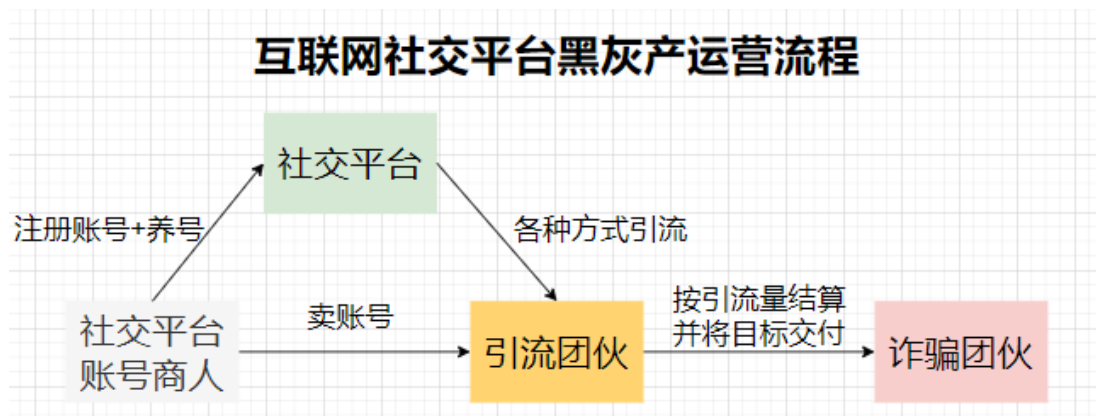 互联网社交平台黑灰产运营流程
社交平台
注册账号+养号
各种方式引流
社交平台
账号商人
卖账号
引流团伙
按引流量结算
并将目标交付
诈骗团伙